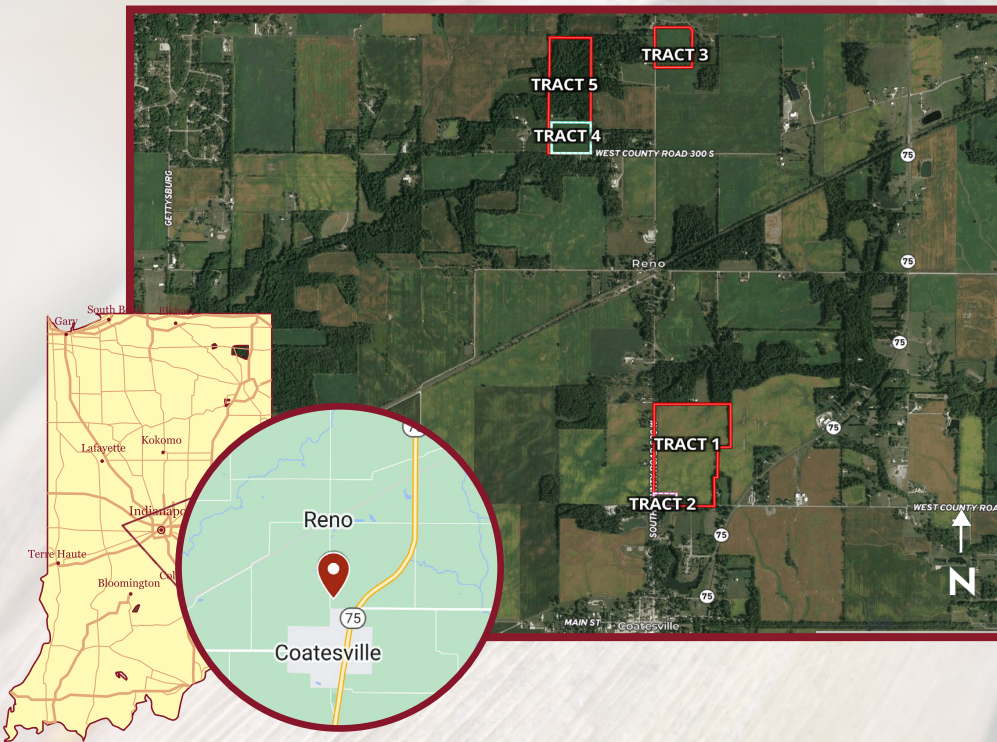 TRACT 3
TRACT 5
TRACT 4
WEST COUNTY ROAD 300 S
75
GETTYSBURG
75
Reno
75
75
TRACT 1
TRACT 2
WEST COUNTY
75
75
N
MAIN ST
Coatesville
South
Gary
Lafayette
Kokomo
Terre Haute
Bloomington
Reno
75
Coatesville